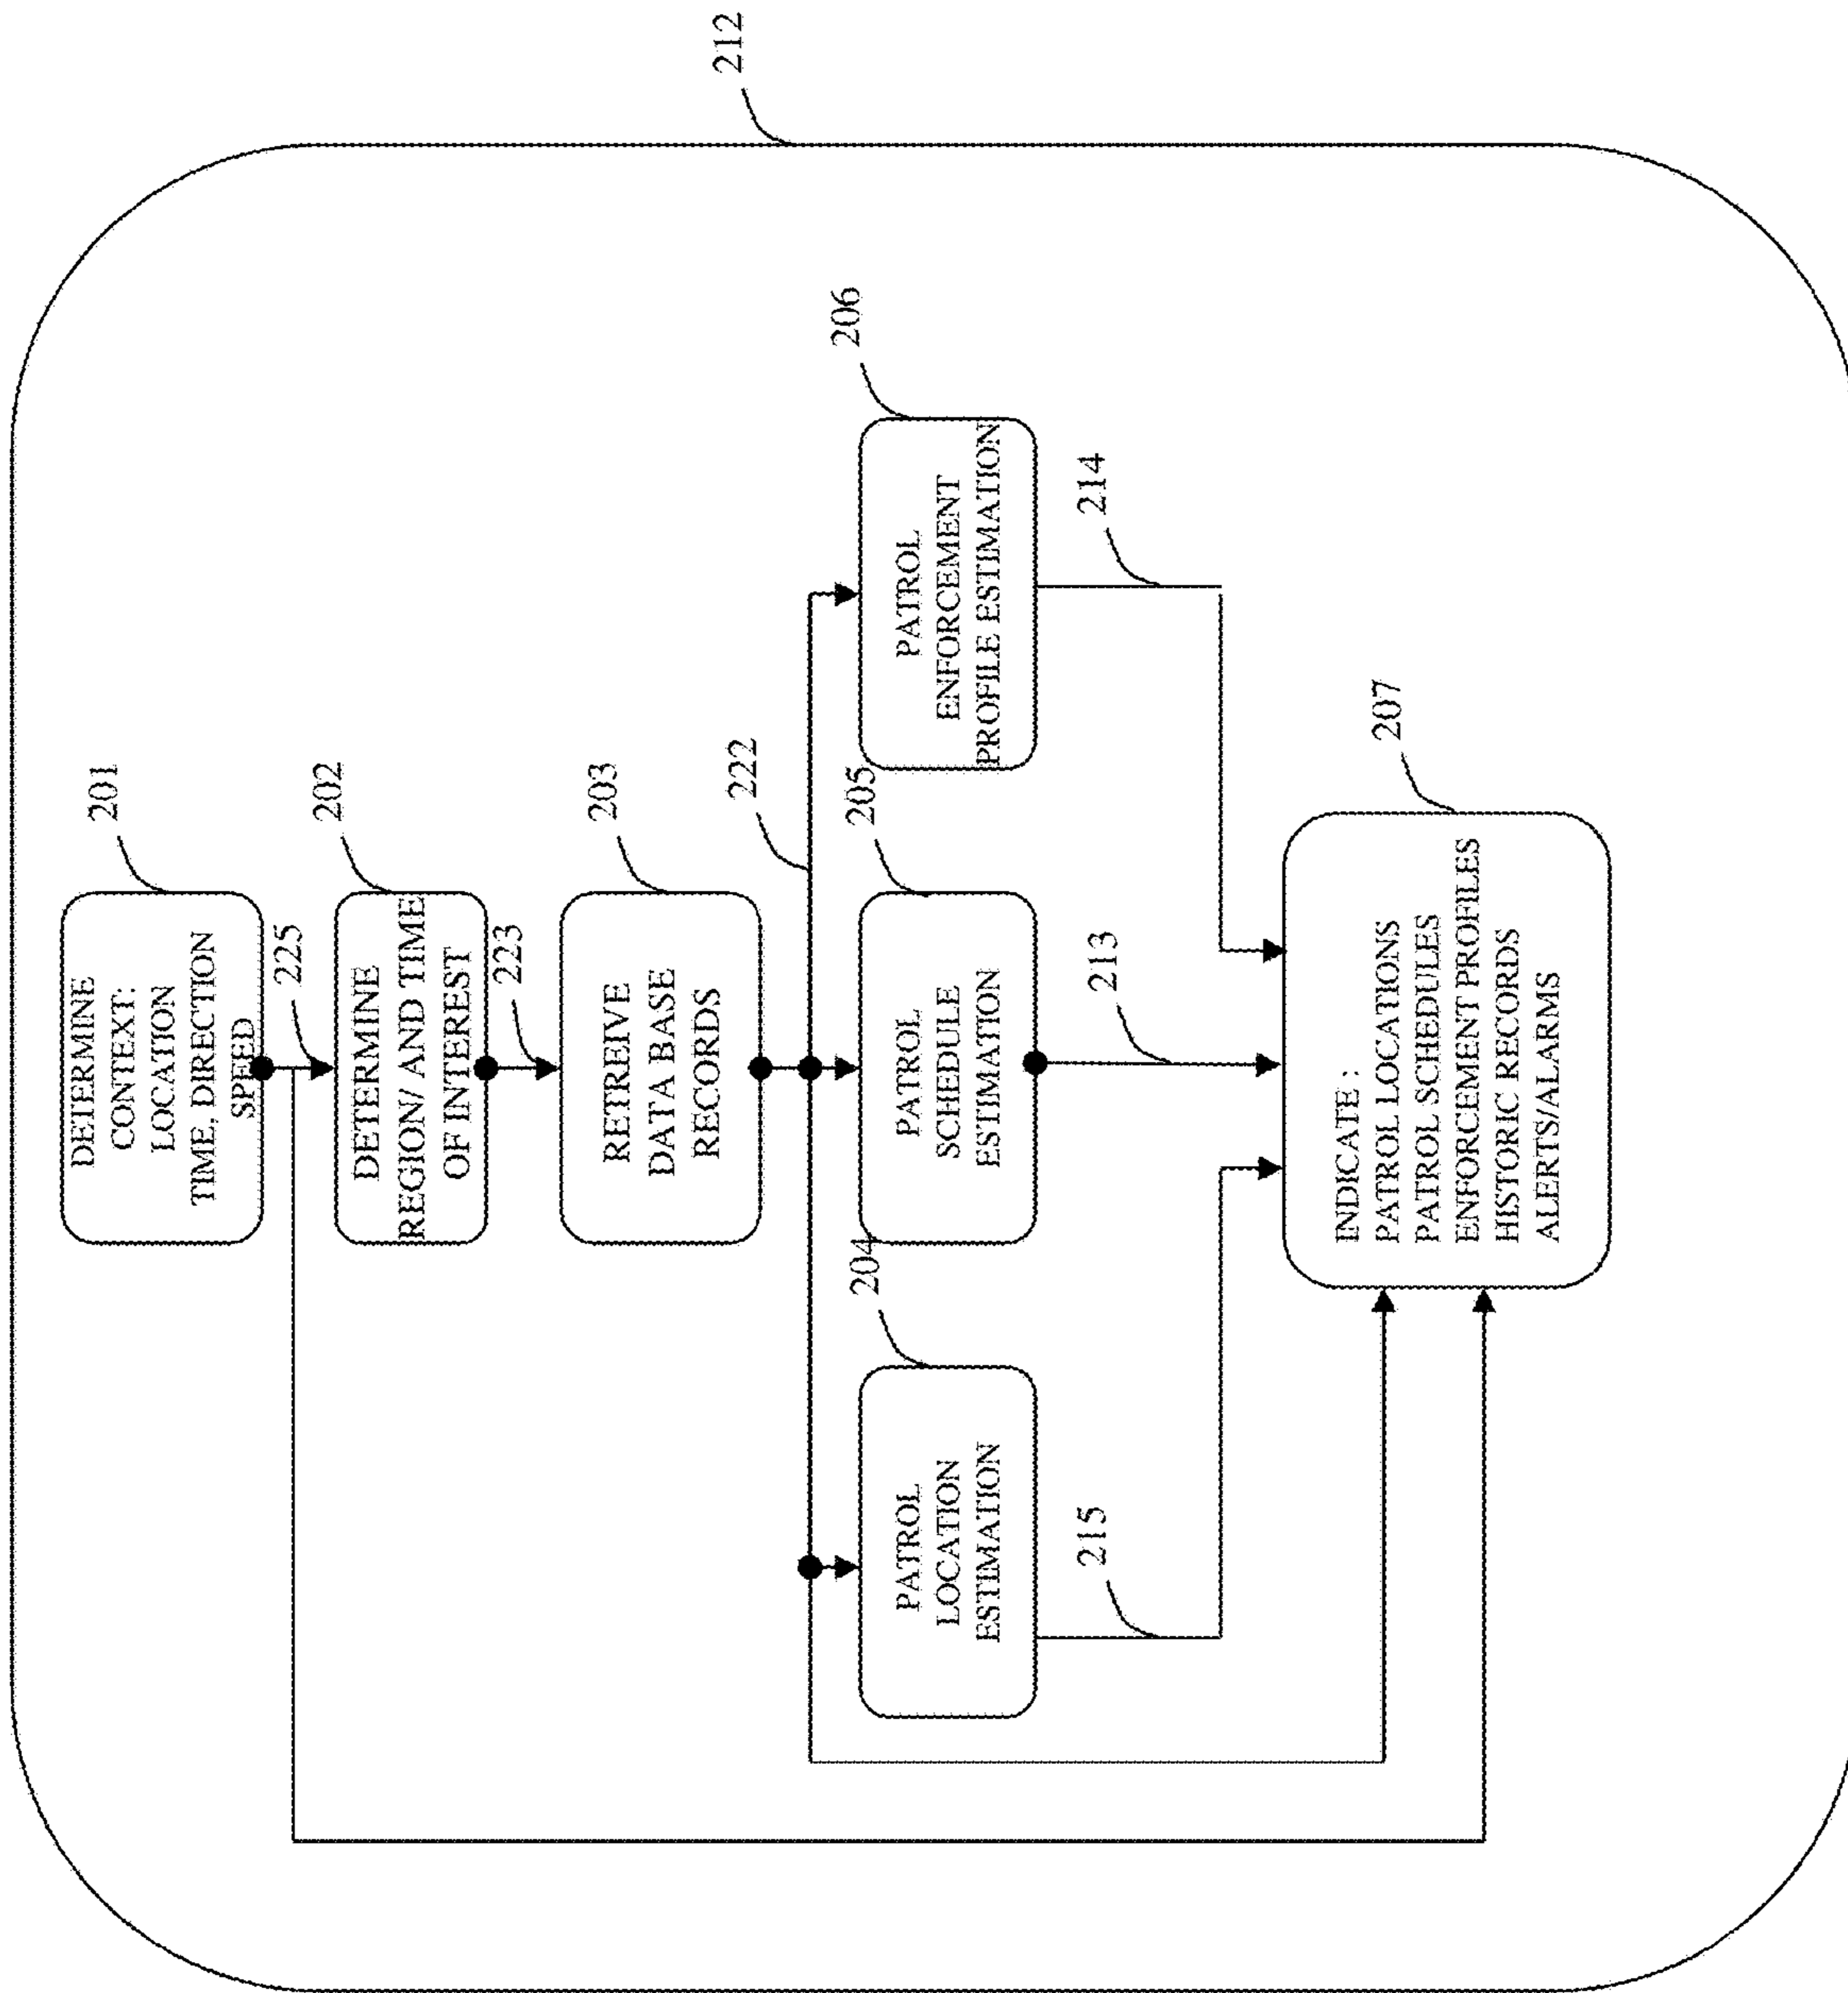 212
201
DETERMINE
CONTEXT:
LOCATION
TIME, DIRECTION
SPEED
225
202
DETERMINE
REGION/ AND TIME
OF INTEREST
223
203
RETREIVE
DATA BASE
RECORDS
222
204
PATROL
LOCATION
ESTIMATION
205
PATROL
SCHEDULE
ESTIMATION
206
PATROL
ENFORCEMENT
PROFILE ESTIMATION
215
213
214
207
INDICATE :
PATROL LOCATIONS
PATROL SCHEDULES
ENFORCEMENT PROFILES
HISTORIC RECORDS
ALERTS/ALARMS